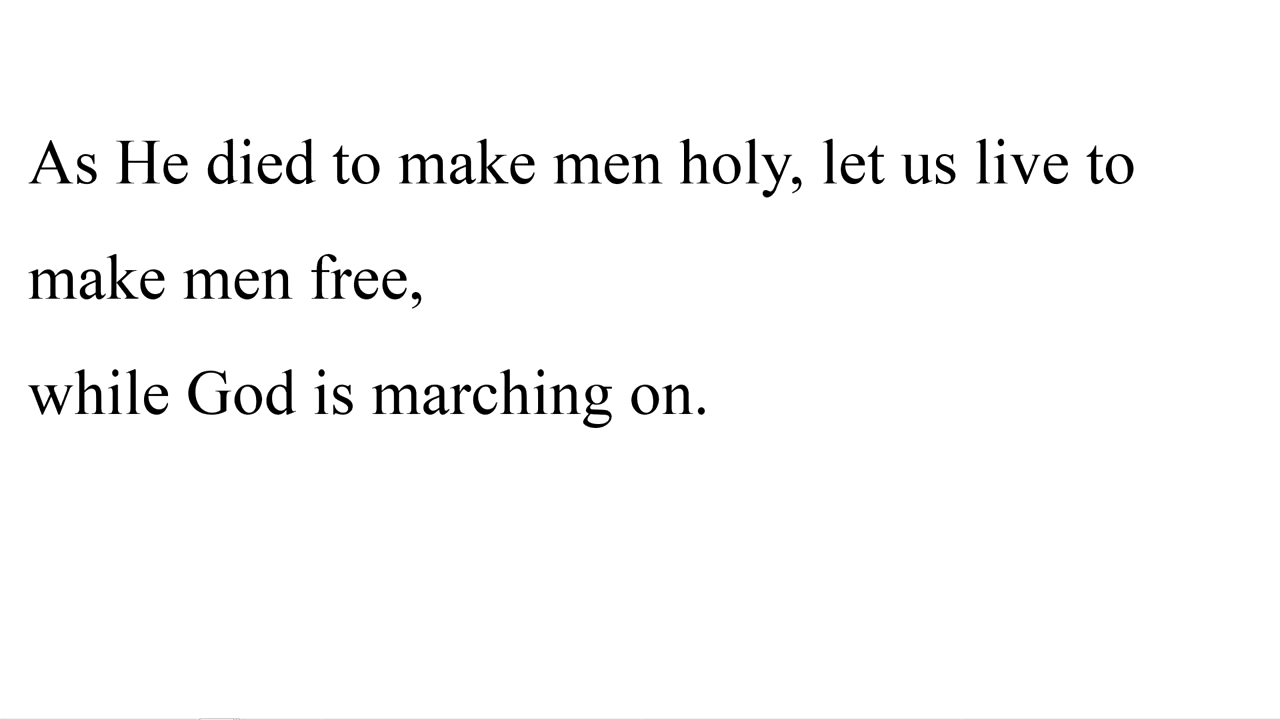 As He died to make men holy, let us live to
make men free,
while God is marching on.